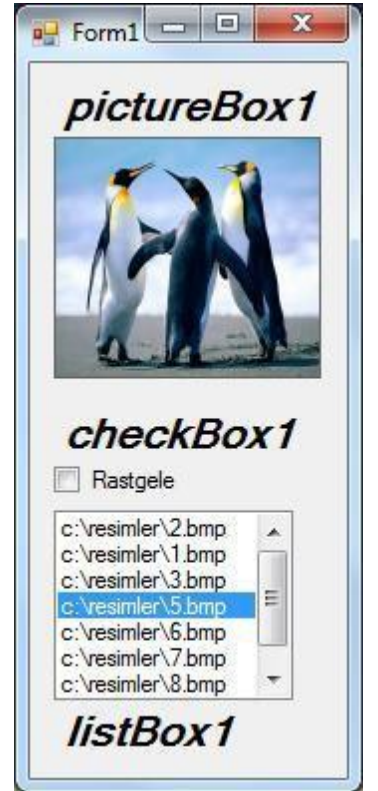 Form1
pictureBox1
checkBox1
Rastgele
c:\resimler\2.bmp
c:\resimler\1.bmp
c:\resimler\3.bmp
c:\resimler\5.bmp
c:\resimler\6.bmp
c:\resimler\7.bmp
c:\resimler\8.bmp
listBox1